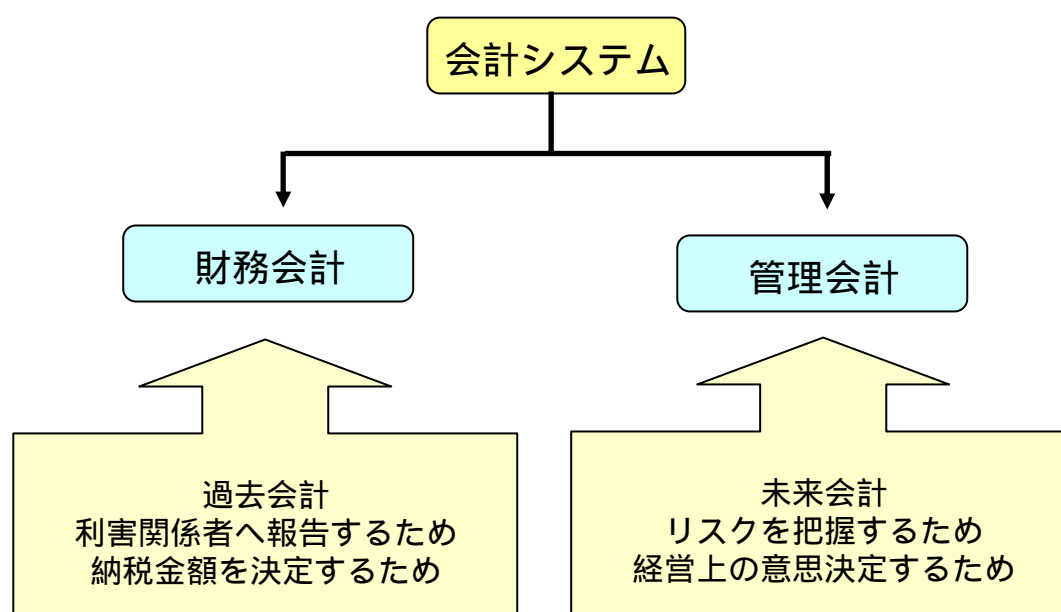 会計システム
財務会計
管理会計
過去会計
利害関係者へ報告するため
納税金額を決定するため
未来会計
リスクを把握するため
経営上の意思決定するため